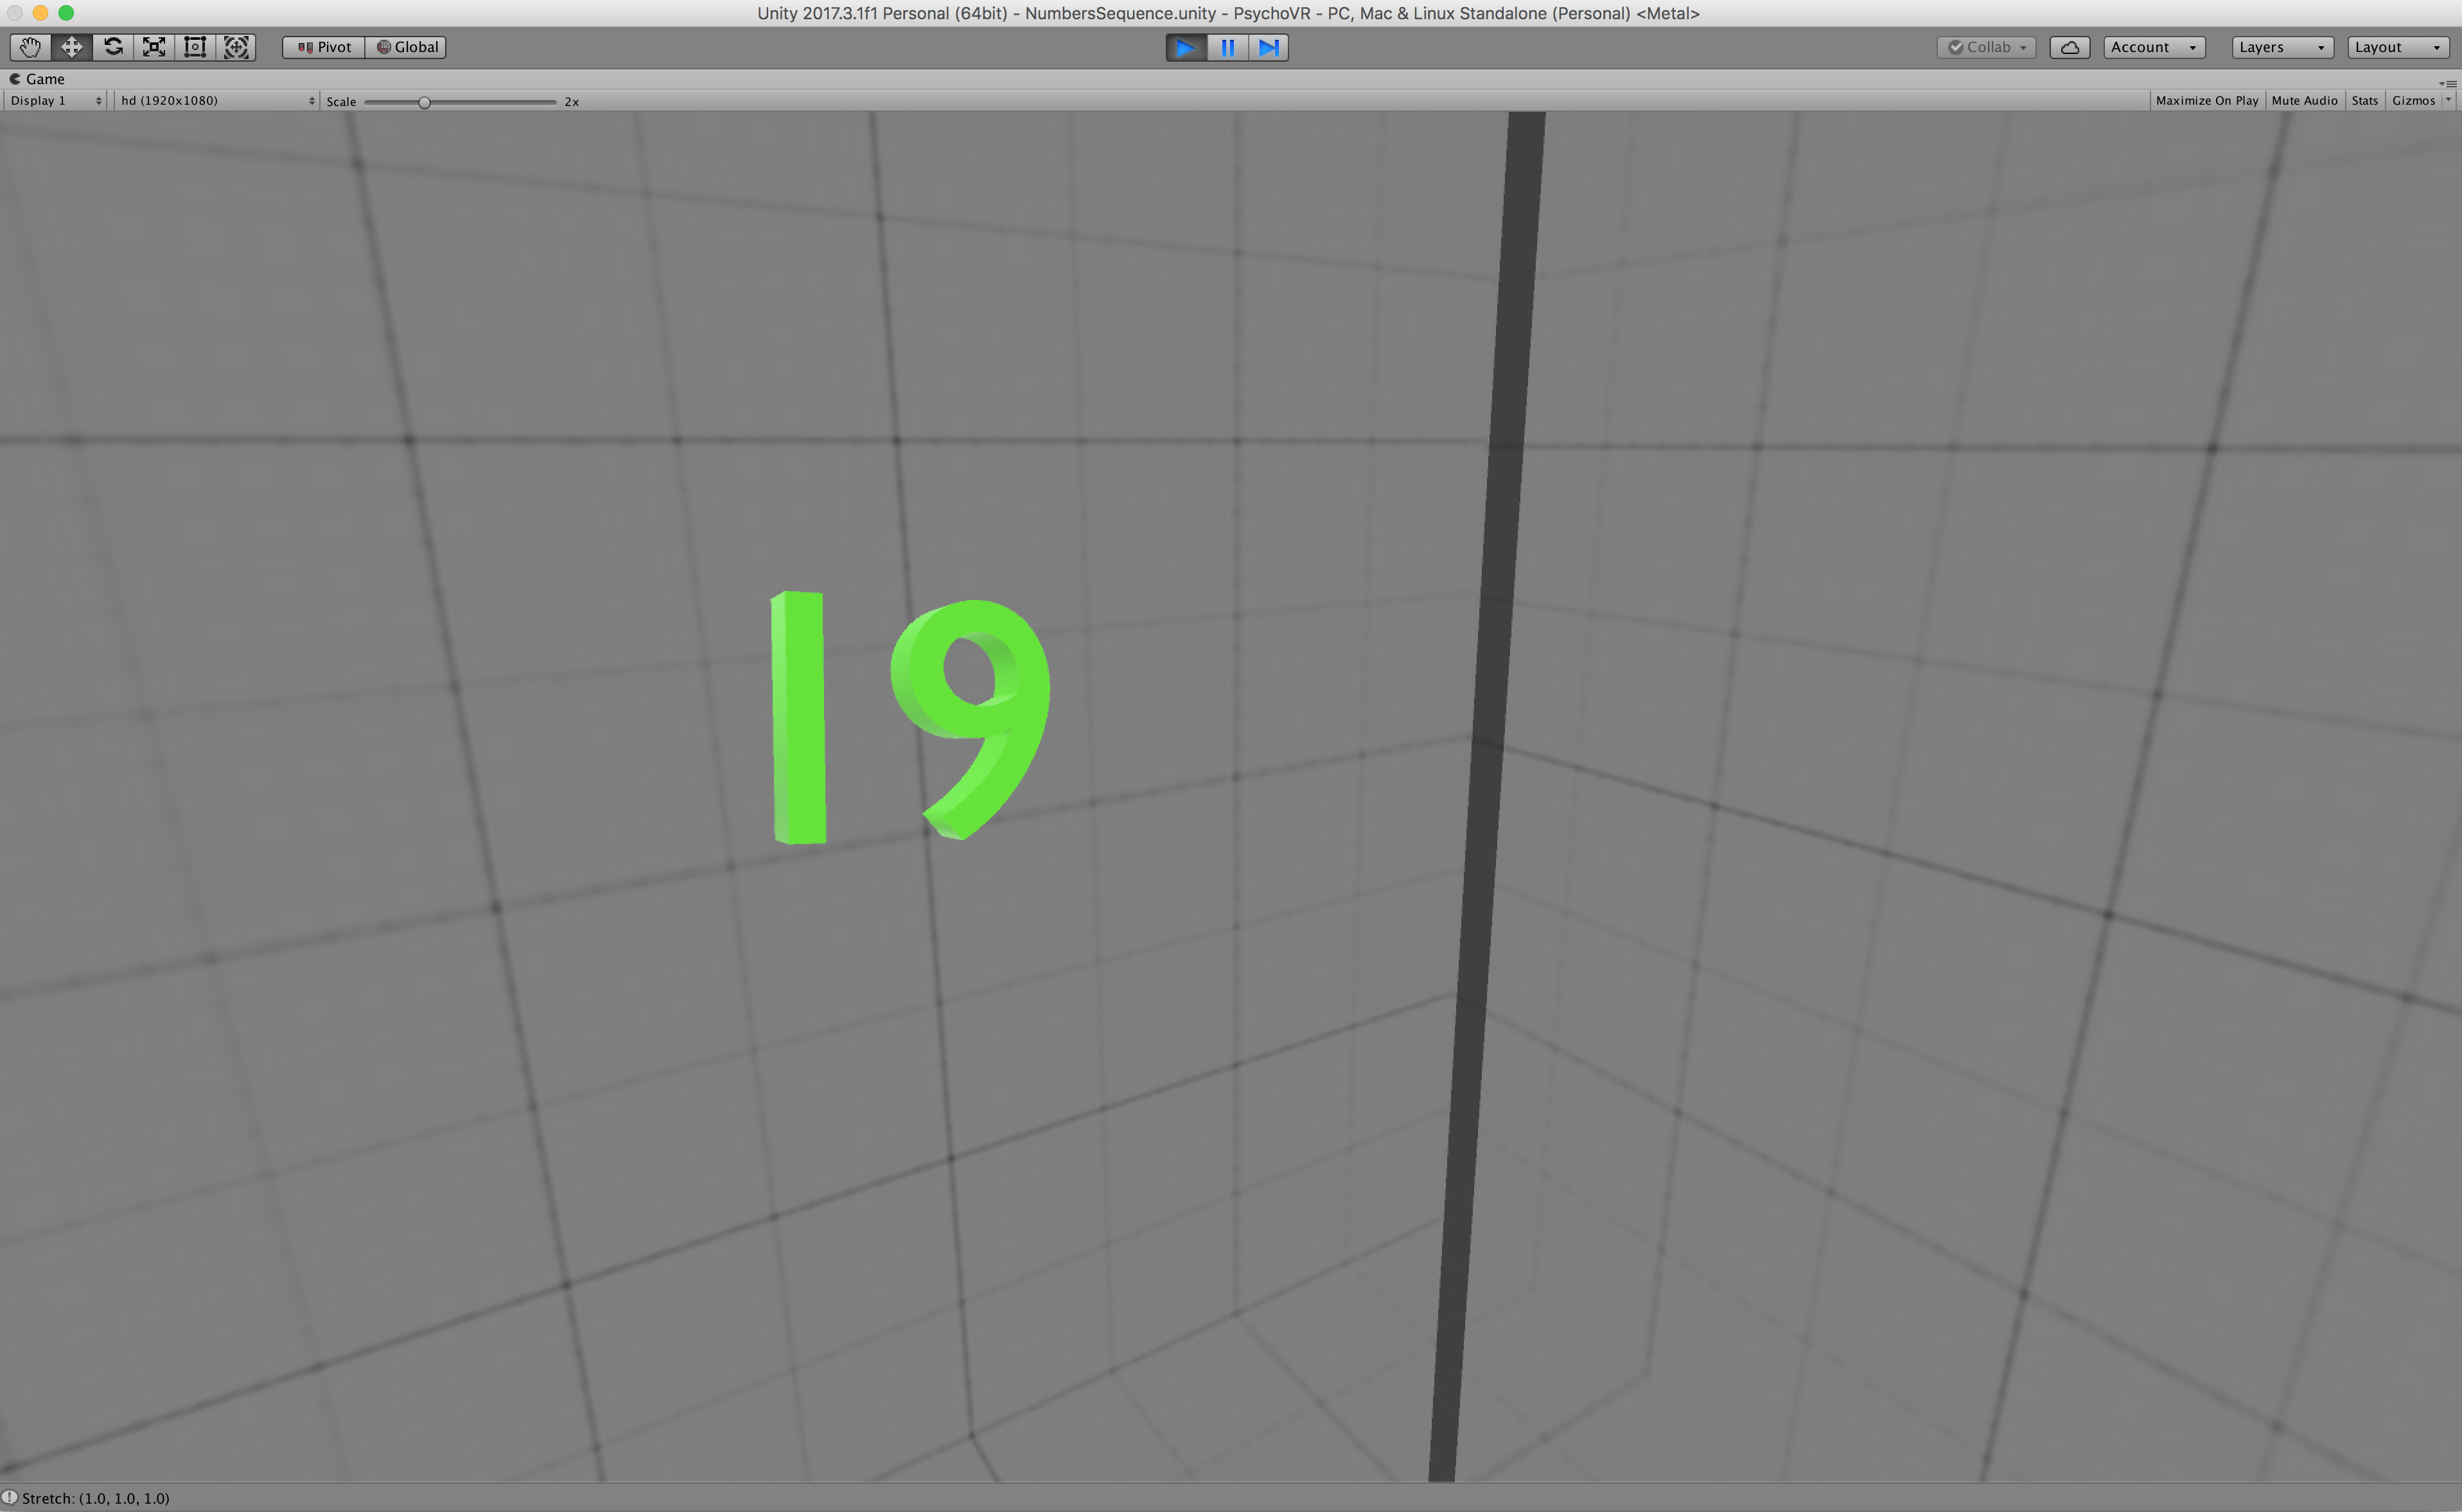 Unity 2017.3.1f1 Personal (64bit) - NumbersSequence.unity - PsychoVR - PC, Mac & Linux Standalone (Personal) <Metal>
Pivot Global Collab Account Layers Layout
Game
Display 1 hd (1920x1080) Scale 2x Maximize On Play Mute Audio Stats Gizmos
19
Stretch: (1.0, 1.0, 1.0)